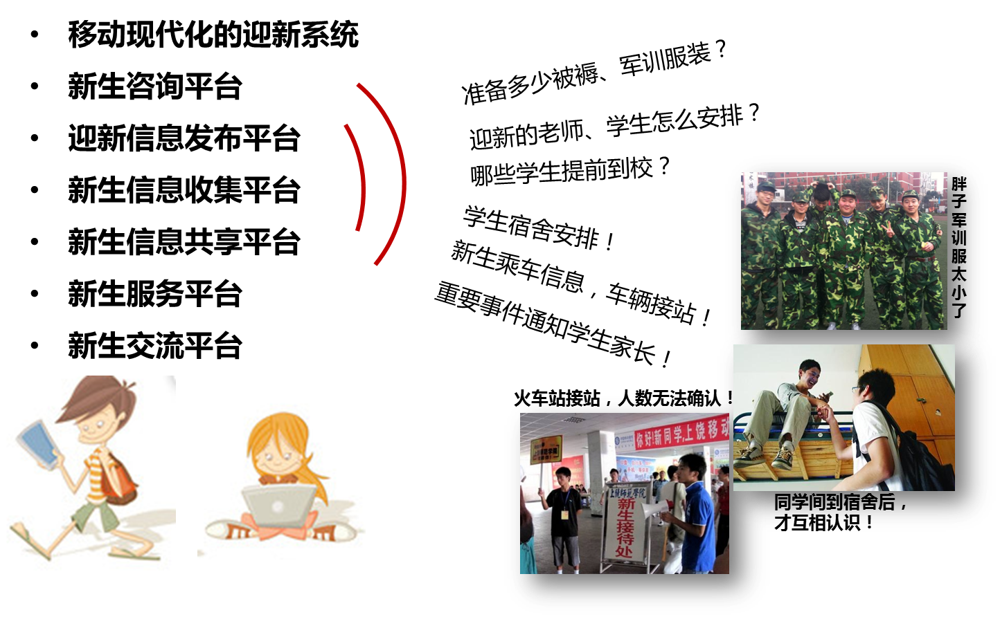 • 移动现代化的迎新系统
• 新生咨询平台
• 迎新信息发布平台
• 新生信息收集平台
• 新生信息共享平台
• 新生服务平台
• 新生交流平台
准备多少被褥、军训服装？
迎新的老师、学生怎么安排？
哪些学生提前到校？
学生宿舍安排！
新生乘车信息，车辆接站！
重要事件通知学生家长！
胖子军训服太小了
火车站接站，人数无法确认！
你好!新同学,上饶移动
上饶师范学院
新生接待处
同学间到宿舍后，
才互相认识！